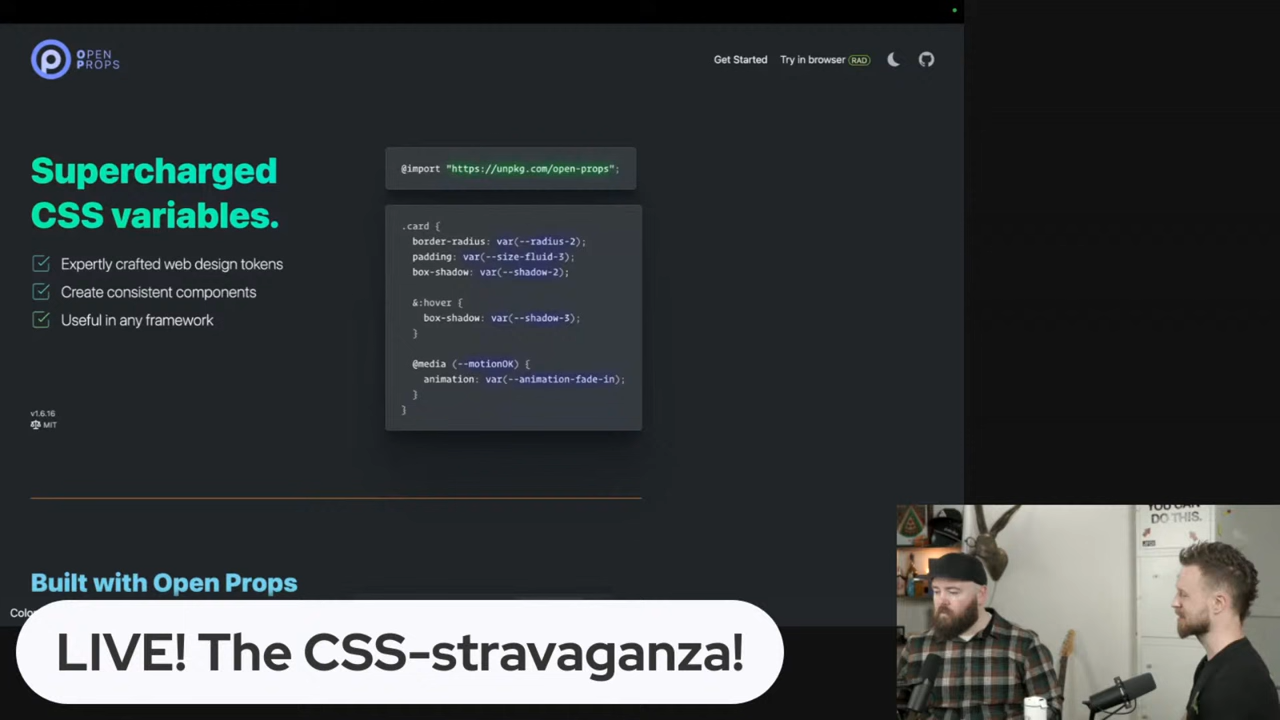 OPEN
PROPS
Get Started
Try in browser RAD
Supercharged
CSS variables.
Expertly crafted web design tokens
Create consistent components
Useful in any framework
v1.6.16
MIT
@import "https://unpkg.com/open-props";
.card {
border-radius: var(--radius-2);
padding: var(--size-fluid-3);
box-shadow: var(--shadow-2);
&:hover {
box-shadow: var(--shadow-3);
}
@media (--motionOK) {
animation: var(--animation-fade-in);
}
}
Built with Open Props
LIVE! The CSS-stravaganza!
YOU CAN
DO THIS.